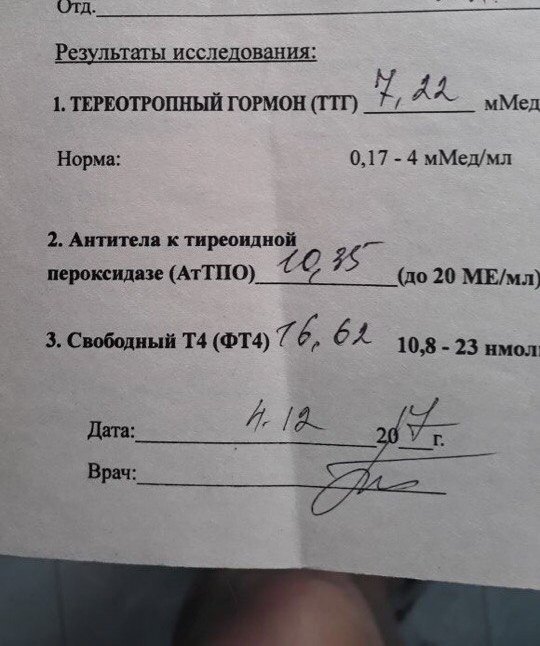 Отд.
Результаты исследования:
1. ТЕРЕОТРОПНЫЙ ГОРМОН (ТТГ) 7,22 мМед
Норма: 0,17 - 4 мМед/мл
2. Антитела к тиреоидной
пероксидазе (АтТПО) 10,35 (до 20 МЕ/мл)
3. Свободный Т4 (ФТ4) 16,62 10,8 - 23 нмоль
Дата: 4.12 2017 г.
Врач: